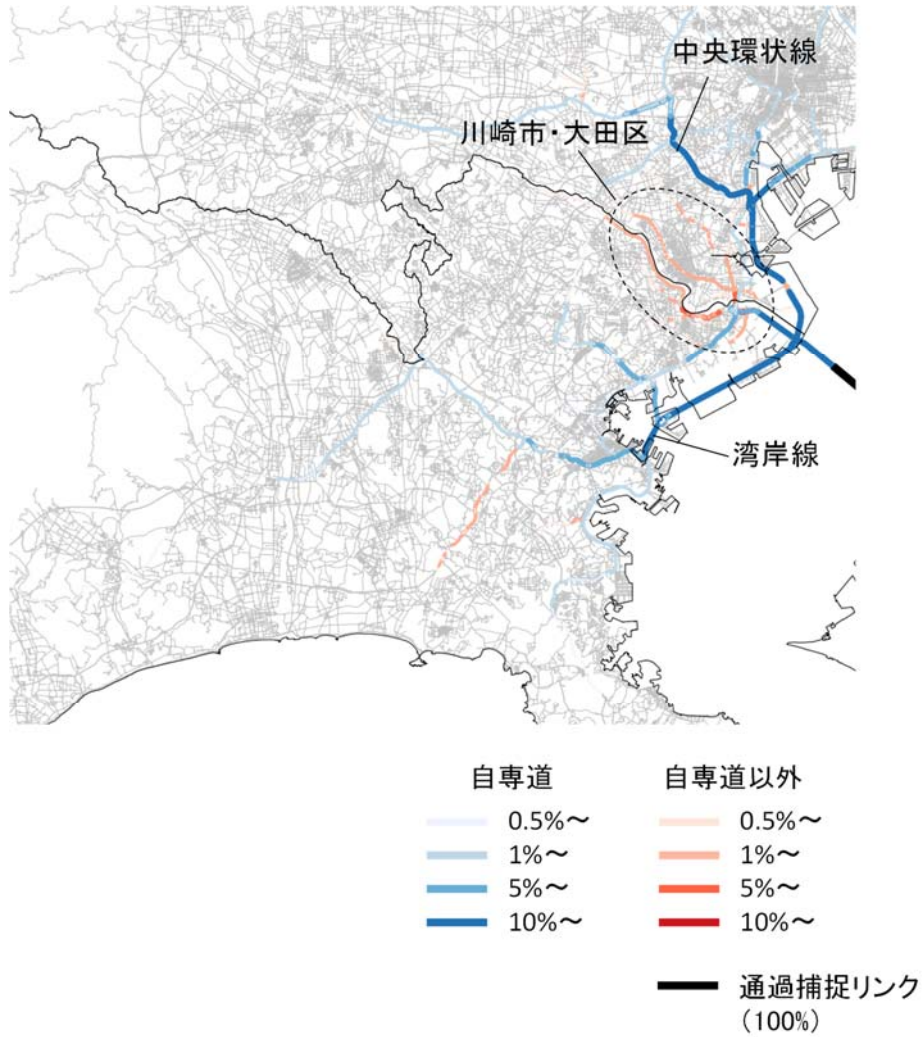 中央環状線
川崎市・大田区
湾岸線
自専道
0.5%~
1%~
5%~
10%~
自専道以外
0.5%~
1%~
5%~
10%~
通過捕捉リンク
(100%)